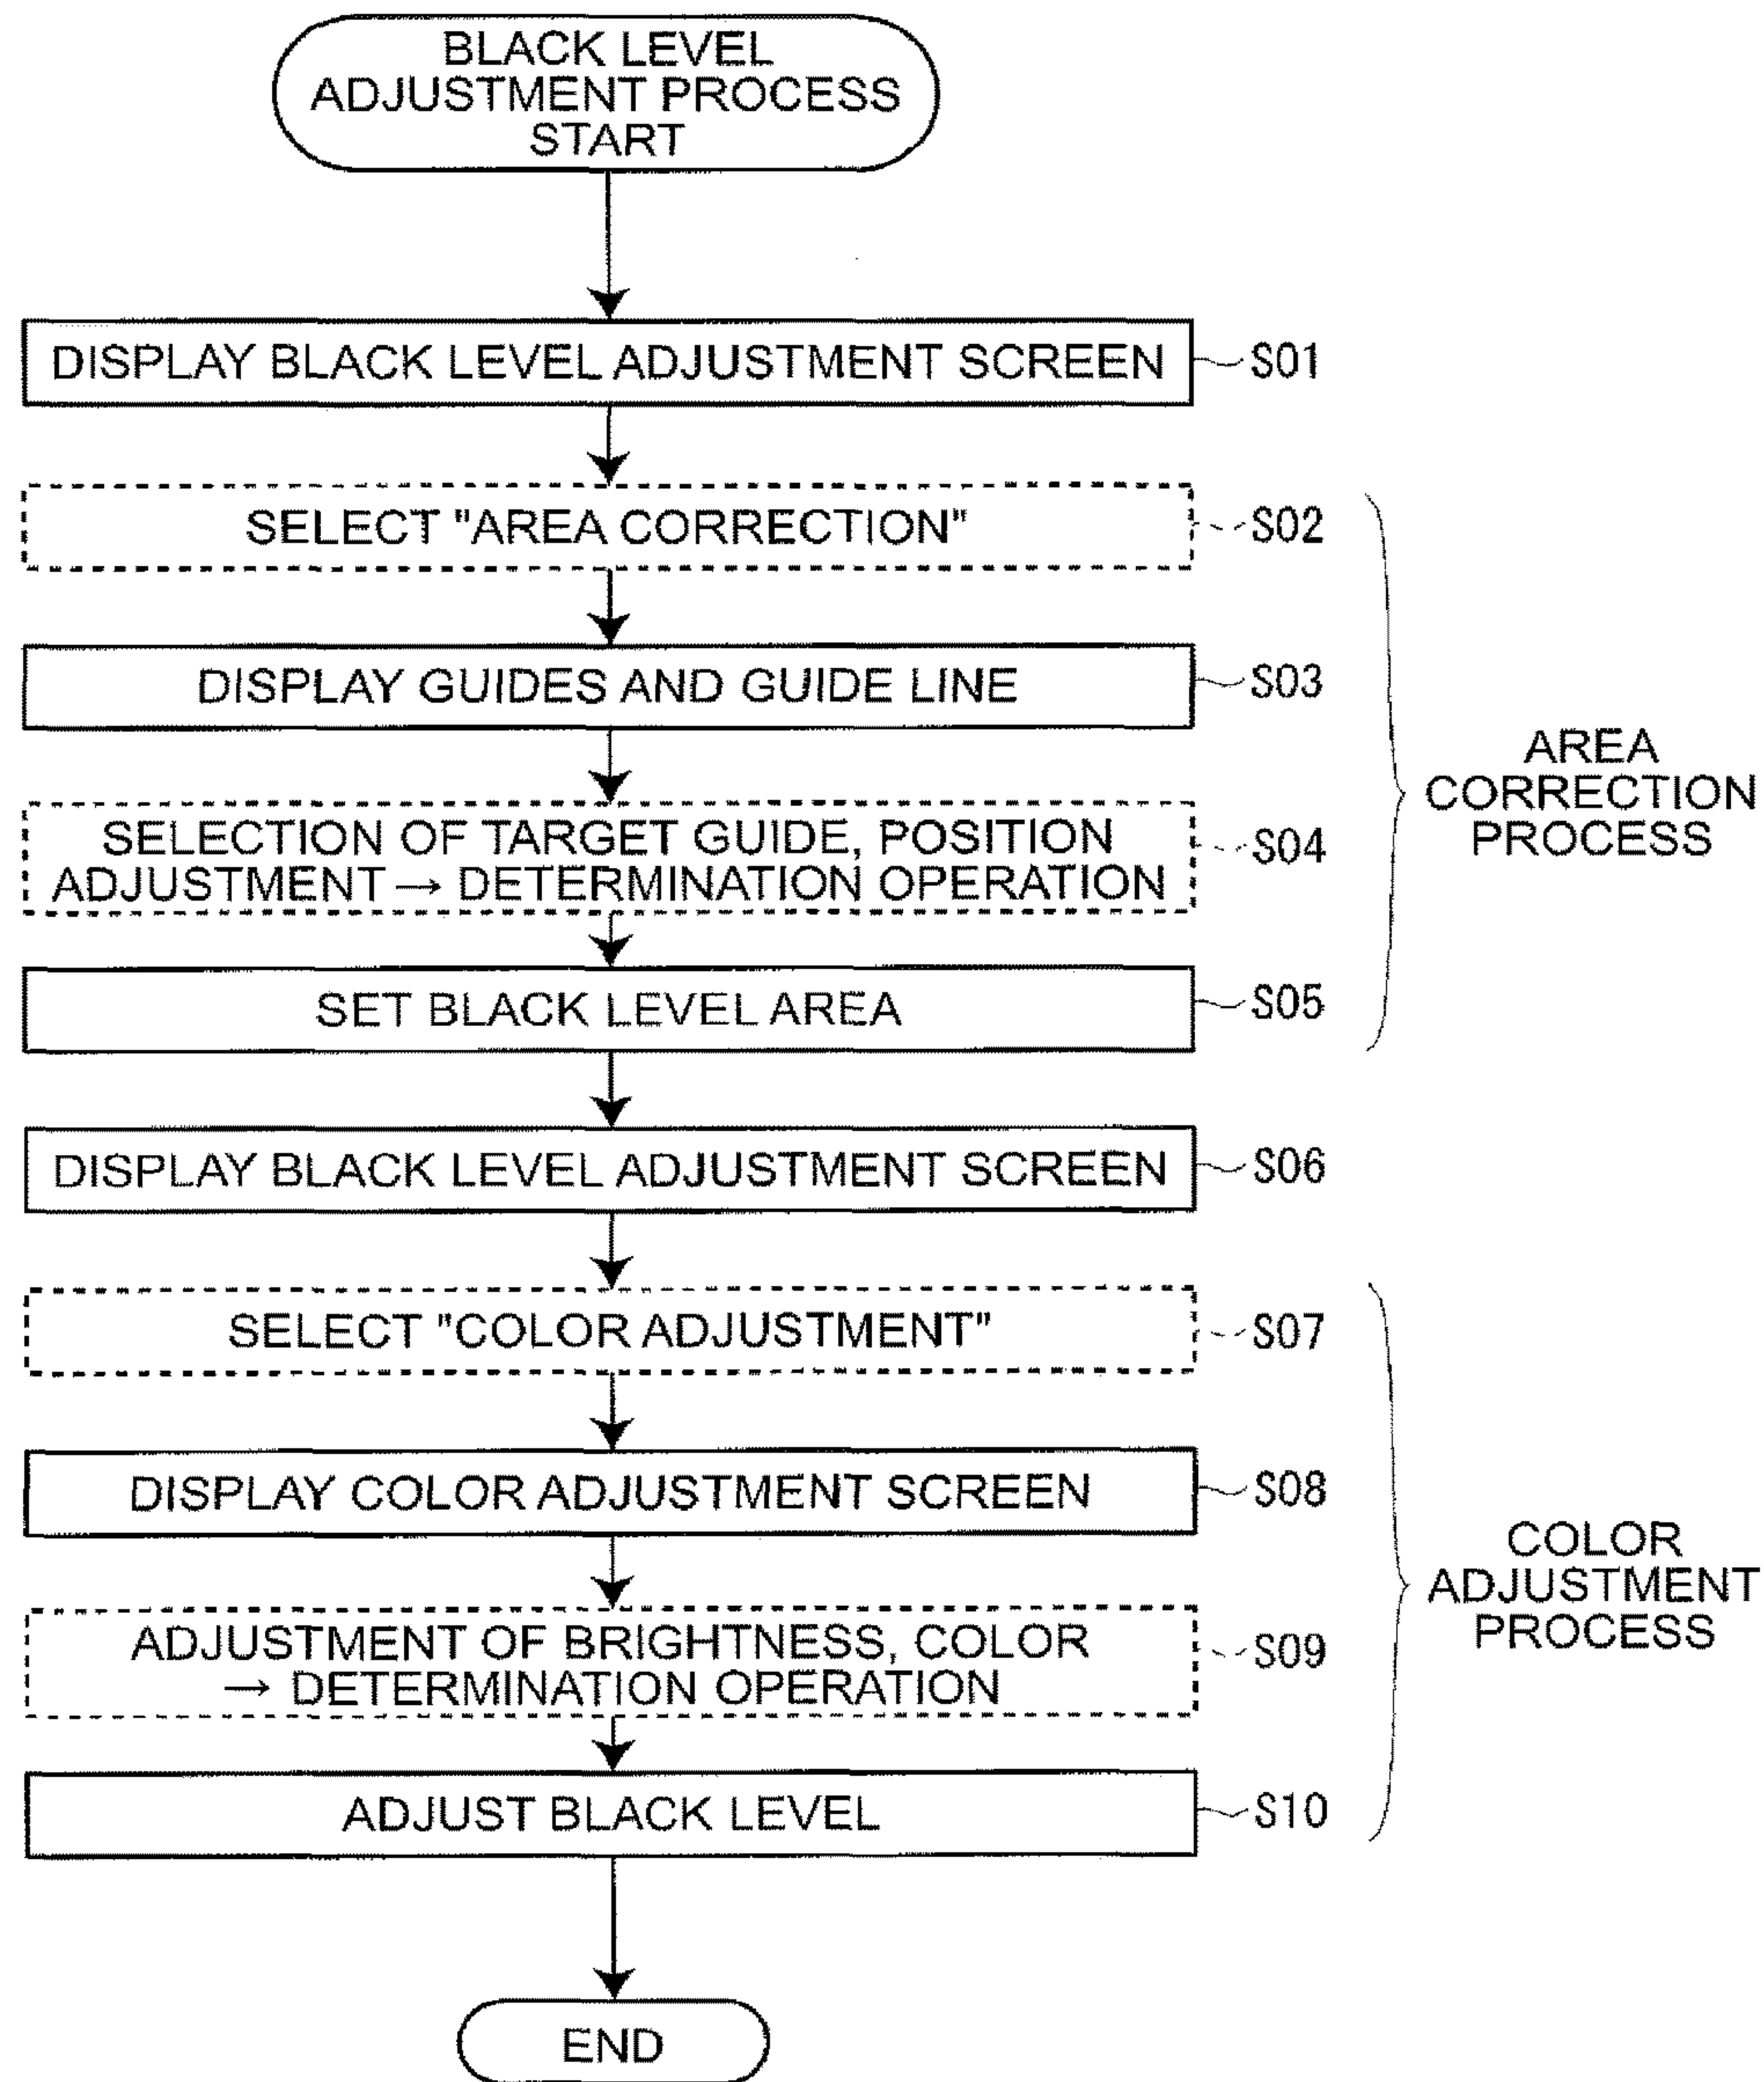 BLACK LEVEL
ADJUSTMENT PROCESS
START
DISPLAY BLACK LEVEL ADJUSTMENT SCREEN
S01
SELECT "AREA CORRECTION"
S02
DISPLAY GUIDES AND GUIDE LINE
S03
SELECTION OF TARGET GUIDE, POSITION
ADJUSTMENT → DETERMINATION OPERATION
S04
SET BLACK LEVEL AREA
S05
AREA
CORRECTION
PROCESS
DISPLAY BLACK LEVEL ADJUSTMENT SCREEN
S06
SELECT "COLOR ADJUSTMENT"
S07
DISPLAY COLOR ADJUSTMENT SCREEN
S08
ADJUSTMENT OF BRIGHTNESS, COLOR
→ DETERMINATION OPERATION
S09
ADJUST BLACK LEVEL
S10
COLOR
ADJUSTMENT
PROCESS
END